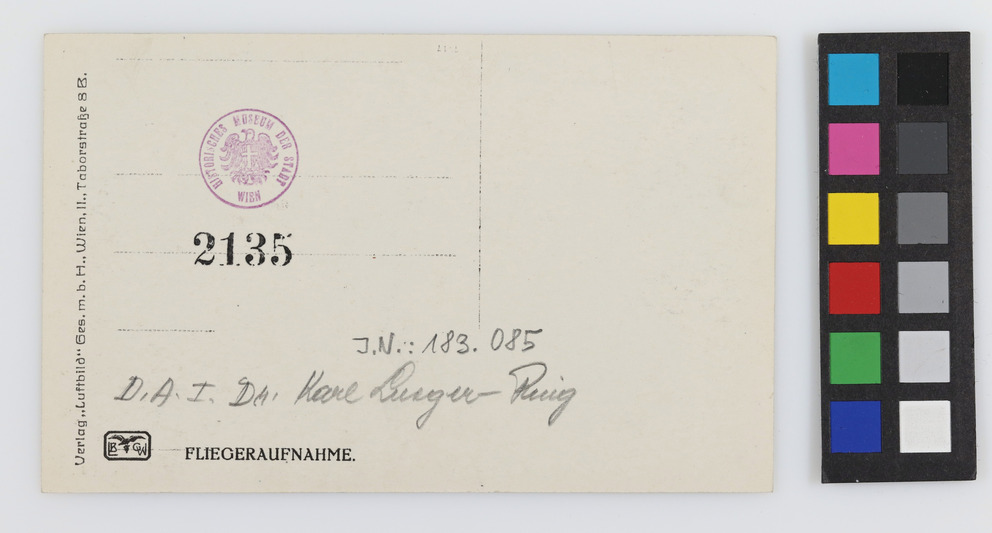 HISTORISCHES MUSEUM DER STADT WIEN
2135
J.N.: 183.085
D.A.I. Dr. Karl Lueger-Ring
FLIEGERAUFNAHME.
Verlag „Luftbild“ Ges. m. b. H., Wien, II., Taborstraße 8 B.